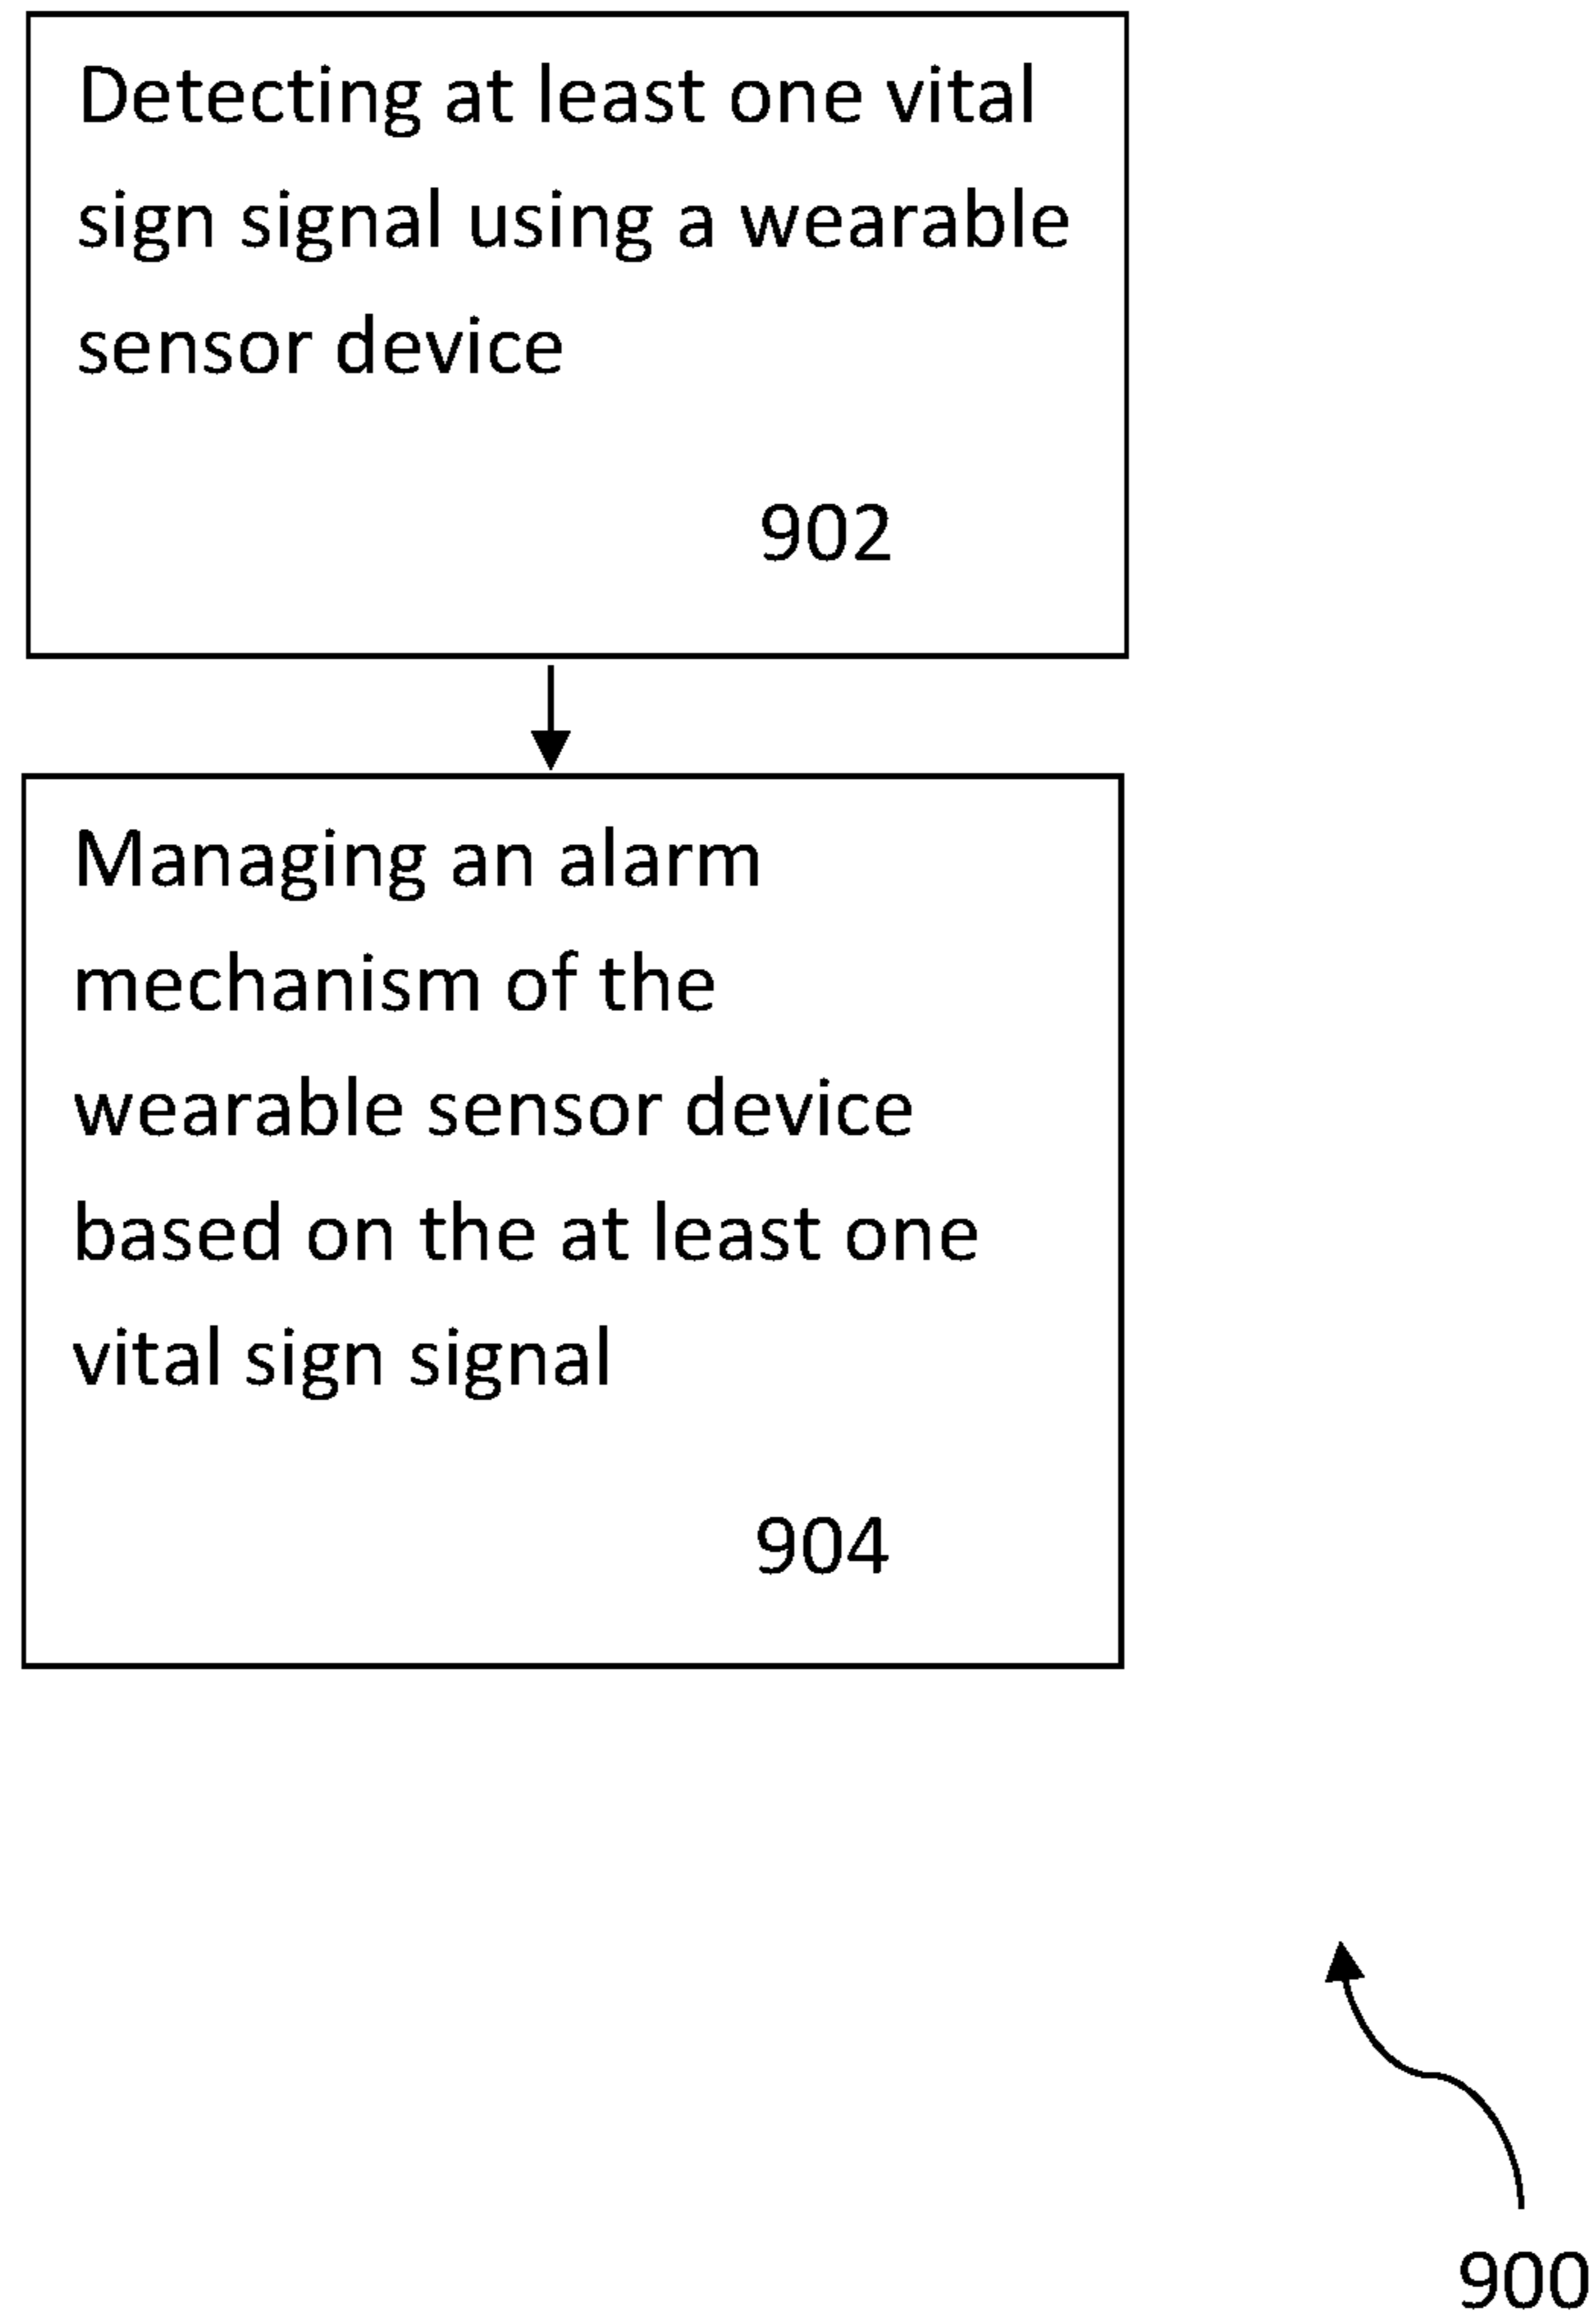 Detecting at least one vital
sign signal using a wearable
sensor device
902
Managing an alarm
mechanism of the
wearable sensor device
based on the at least one
vital sign signal
904
900